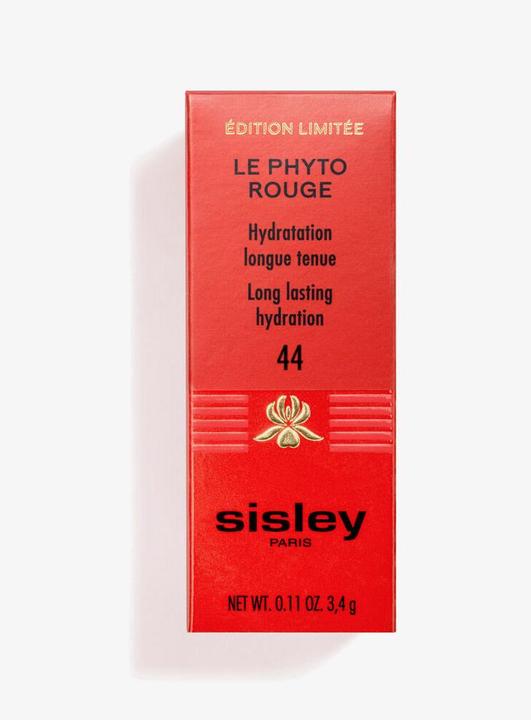 ÉDITION LIMITÉE
LE PHYTO
ROUGE
Hydratation
longue tenue
Long lasting
hydration
44
sisley
PARIS
NET WT. 0.11 OZ. 3,4 g